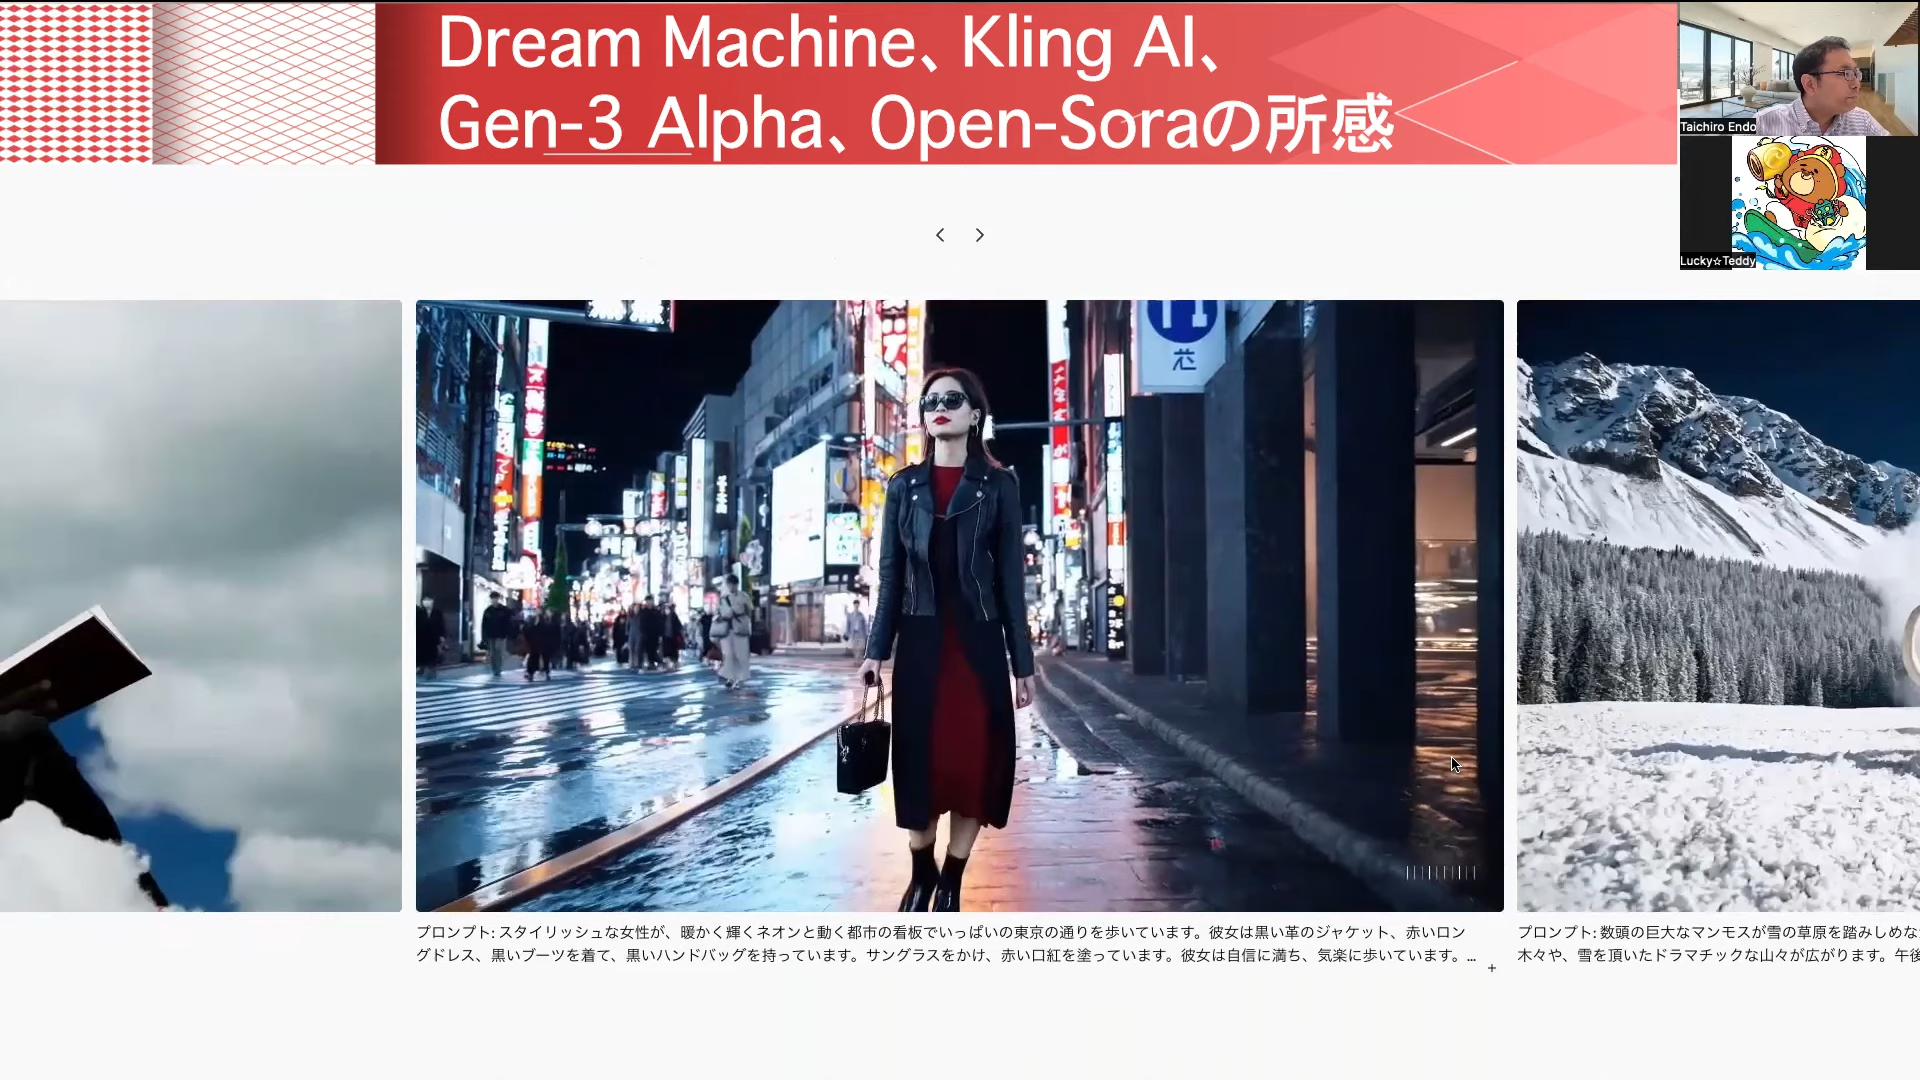 Dream Machine、Kling AI、
Gen-3 Alpha、Open-Soraの所感
Taichiro Endo
Lucky☆Teddy
プロンプト: スタイリッシュな女性が、暖かく輝くネオンと動く都市の看板でいっぱいの東京の通りを歩いています。彼女は黒い革のジャケット、赤いロン
グドレス、黒いブーツを着て、黒いハンドバッグを持っています。サングラスをかけ、赤い口紅を塗っています。彼女は自信に満ち、気楽に歩いています。...
プロンプト: 数頭の巨大なマンモスが雪の草原を踏みしめな
木々や、雪を頂いたドラマチックな山々が広がります。午後